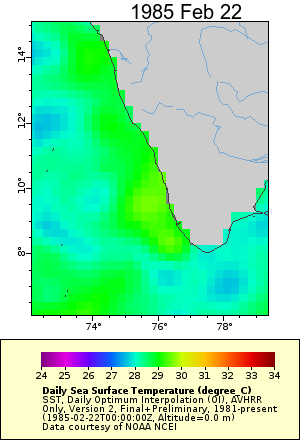 1985 Feb 22
14°
12°
10°
8°
74°
76°
78°
24 25 26 27 28 29 30 31 32 33 34
Daily Sea Surface Temperature (degree_C)
SST, Daily Optimum Interpolation (OI), AVHRR
Only, Version 2, Final+Preliminary, 1981-present
(1985-02-22T00:00:00Z, Altitude=0.0 m)
Data courtesy of NOAA NCEI